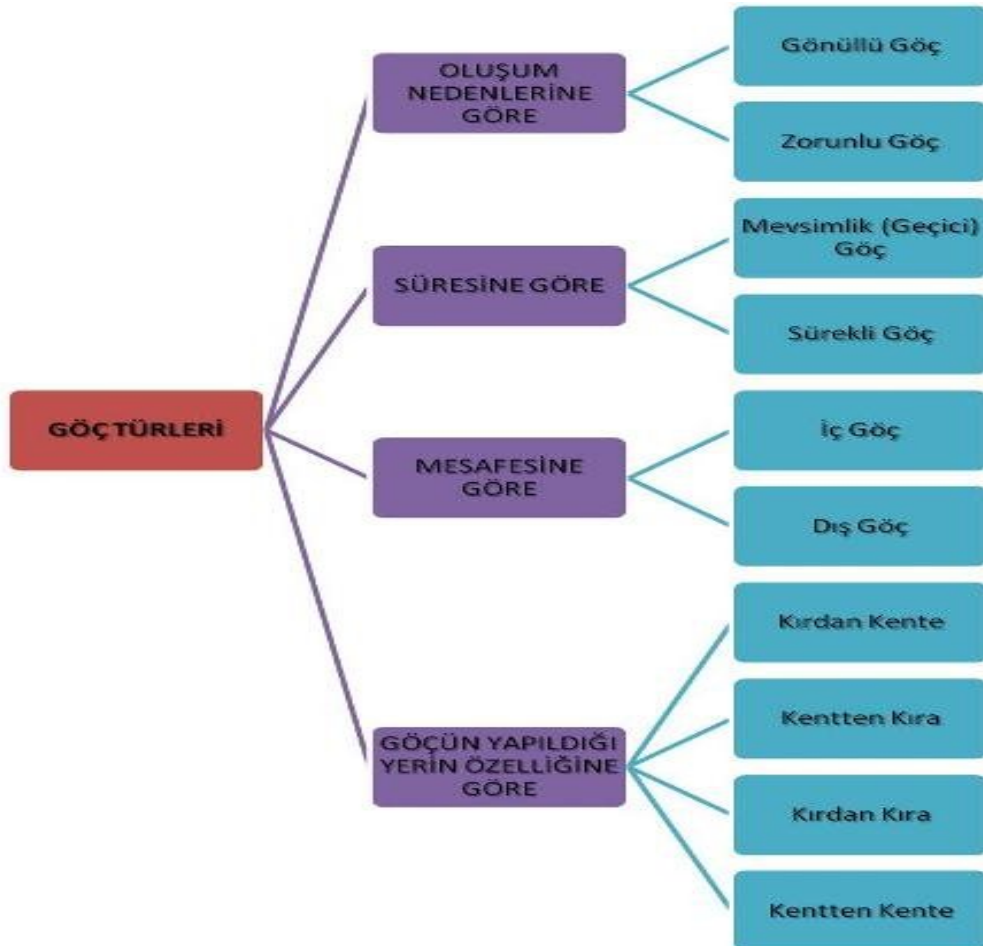 GÖÇ TÜRLERİ
OLUŞUM
NEDENLERİNE
GÖRE
Gönüllü Göç
Zorunlu Göç
SÜRESİNE GÖRE
Mevsimlik (Geçici)
Göç
Sürekli Göç
MESAFESİNE
GÖRE
İç Göç
Dış Göç
GÖÇÜN YAPILDIĞI
YERİN ÖZELLİĞİNE
GÖRE
Kırdan Kente
Kentten Kıra
Kırdan Kıra
Kentten Kente